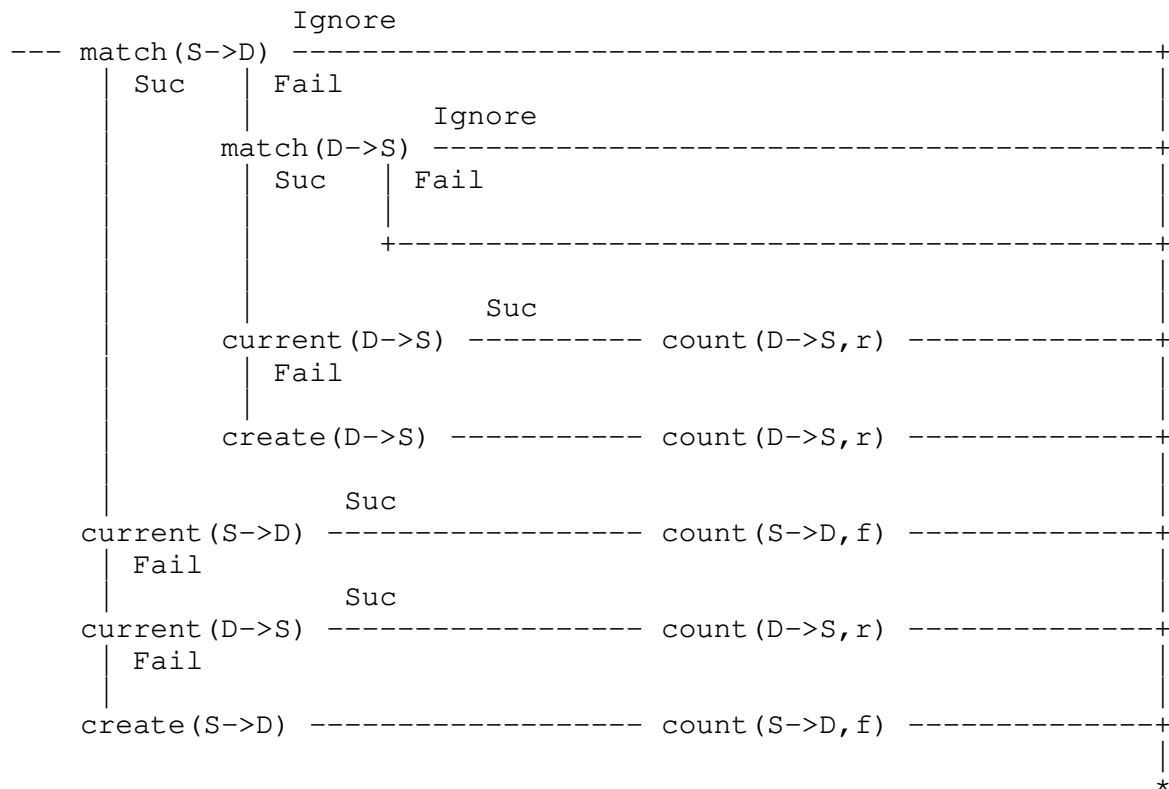 Ignore
--- match(S->D) -------------------------------------------------+
| Suc | Fail |
| | Ignore |
| match(D->S) -----------------------------------------+
| | Suc | Fail |
| | | |
| | +-------------------------------------------+
| | |
| | Suc |
| current(D->S) ---------- count(D->S,r) --------------+
| | Fail |
| | |
| create(D->S) ----------- count(D->S,r) --------------+
| |
| Suc |
current(S->D) ------------------ count(S->D,f) --------------+
| Fail |
| Suc |
current(D->S) ------------------ count(D->S,r) --------------+
| Fail |
| |
create(S->D) ------------------- count(S->D,f) --------------+
|
*